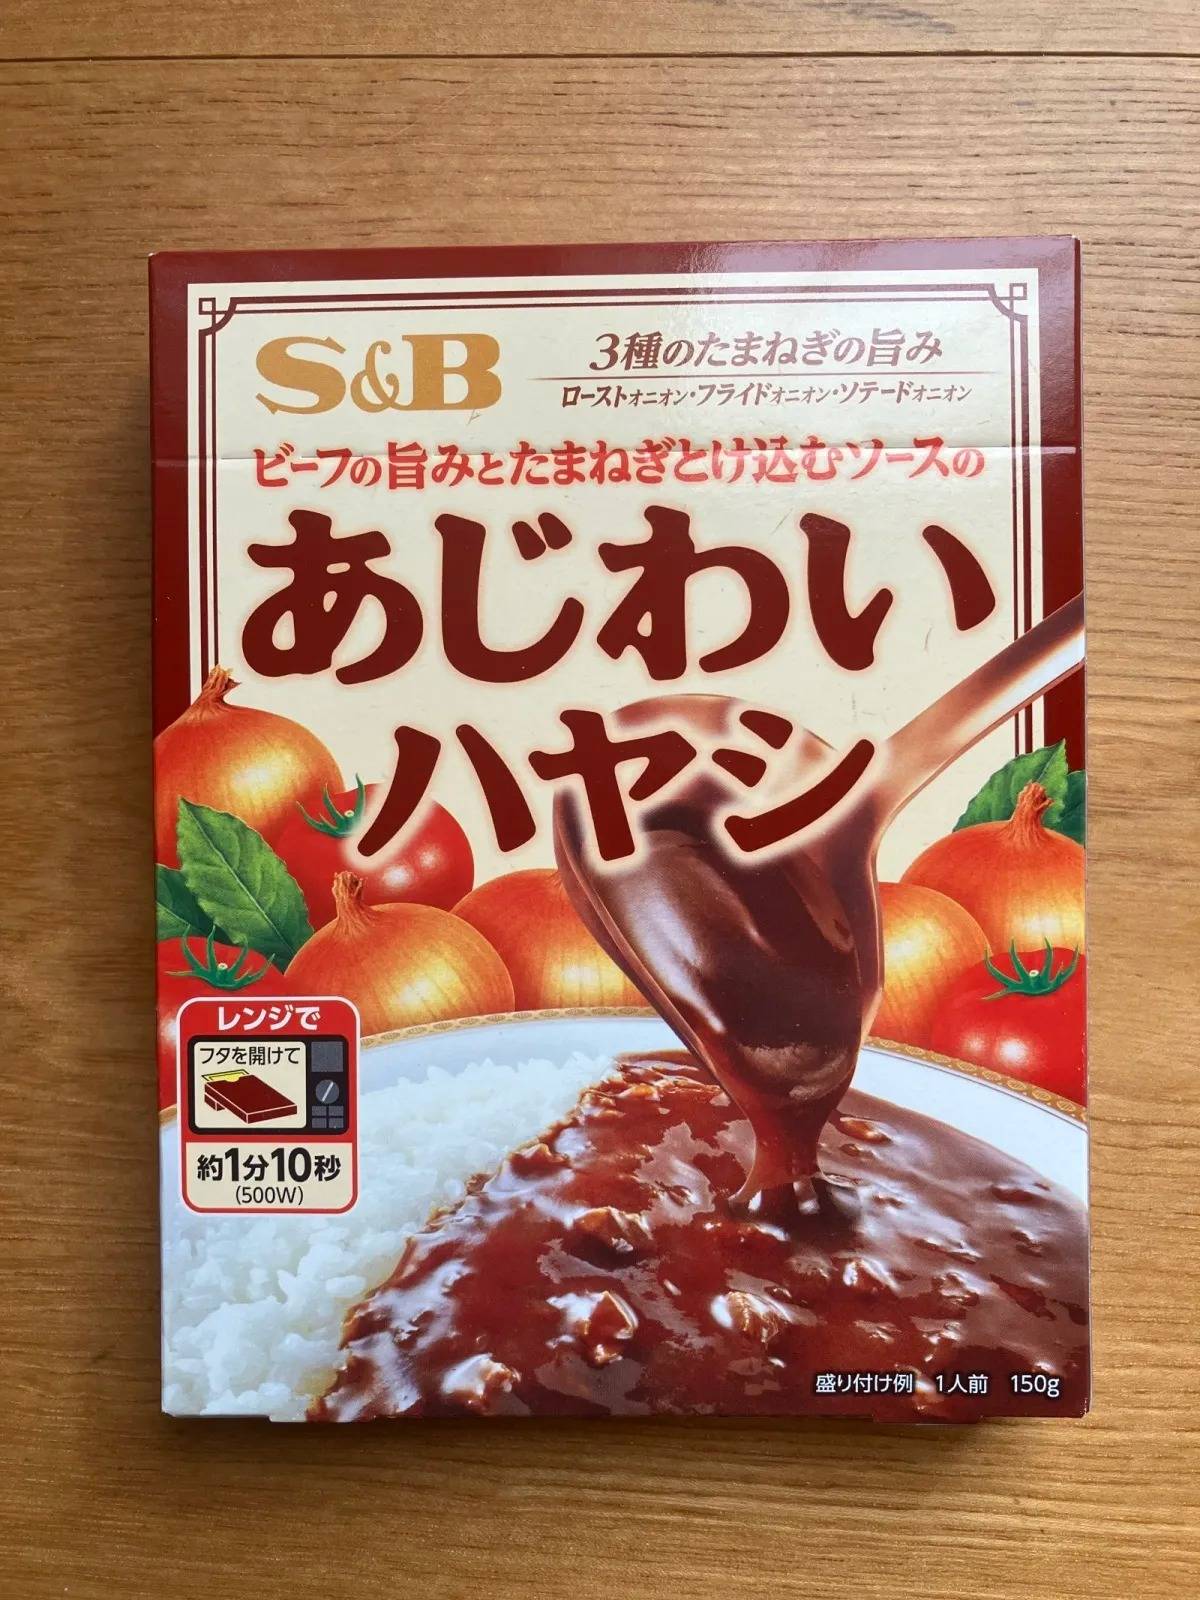 S&B
3種のたまねぎの旨み
ローストオニオン・フライドオニオン・ソテードオニオン
ビーフの旨みとたまねぎとけ込むソースの
あじわい
ハヤシ
レンジで
フタを開けて
約1分10秒
(500W)
盛り付け例 1人前 150g